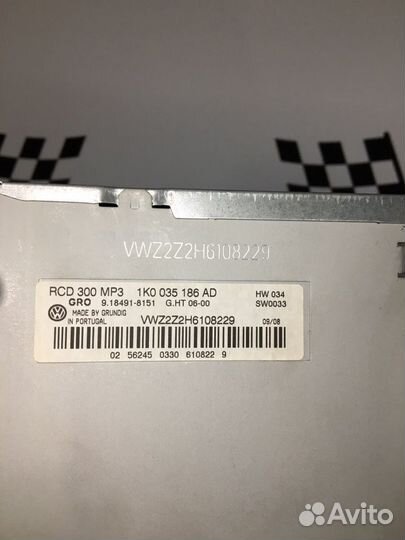 VWZ2Z2H6108229
RCD 300 MP3 1K0 035 186 AD
GRO 9.18491-8151 G.HT 06-00
HW 034
SW0033
MADE BY GRUNDIG
IN PORTUGAL
VWZ2Z2H6108229
09/08
02 56245 0330 610822 9
Avito